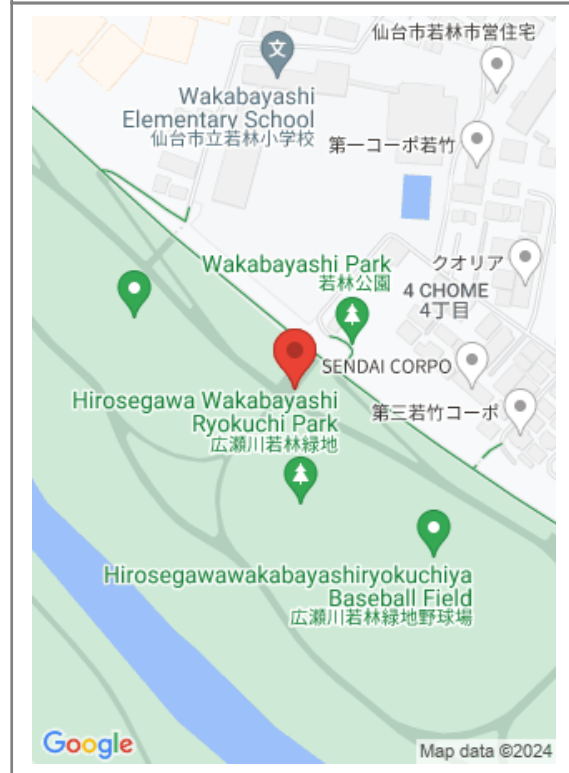 仙台市若林市営住宅
文
Wakabayashi
Elementary School
仙台市立若林小学校
第一コーポ若竹
Wakabayashi Park
若林公園
クオリア
4 CHOME
4丁目
SENDAI CORPO
Hirosegawa Wakabayashi
Ryokuchi Park
広瀬川若林緑地
第三若竹コーポ
Hirosegawawakabayashiryokuchiya
Baseball Field
広瀬川若林緑地野球場
Google
Map data ©2024